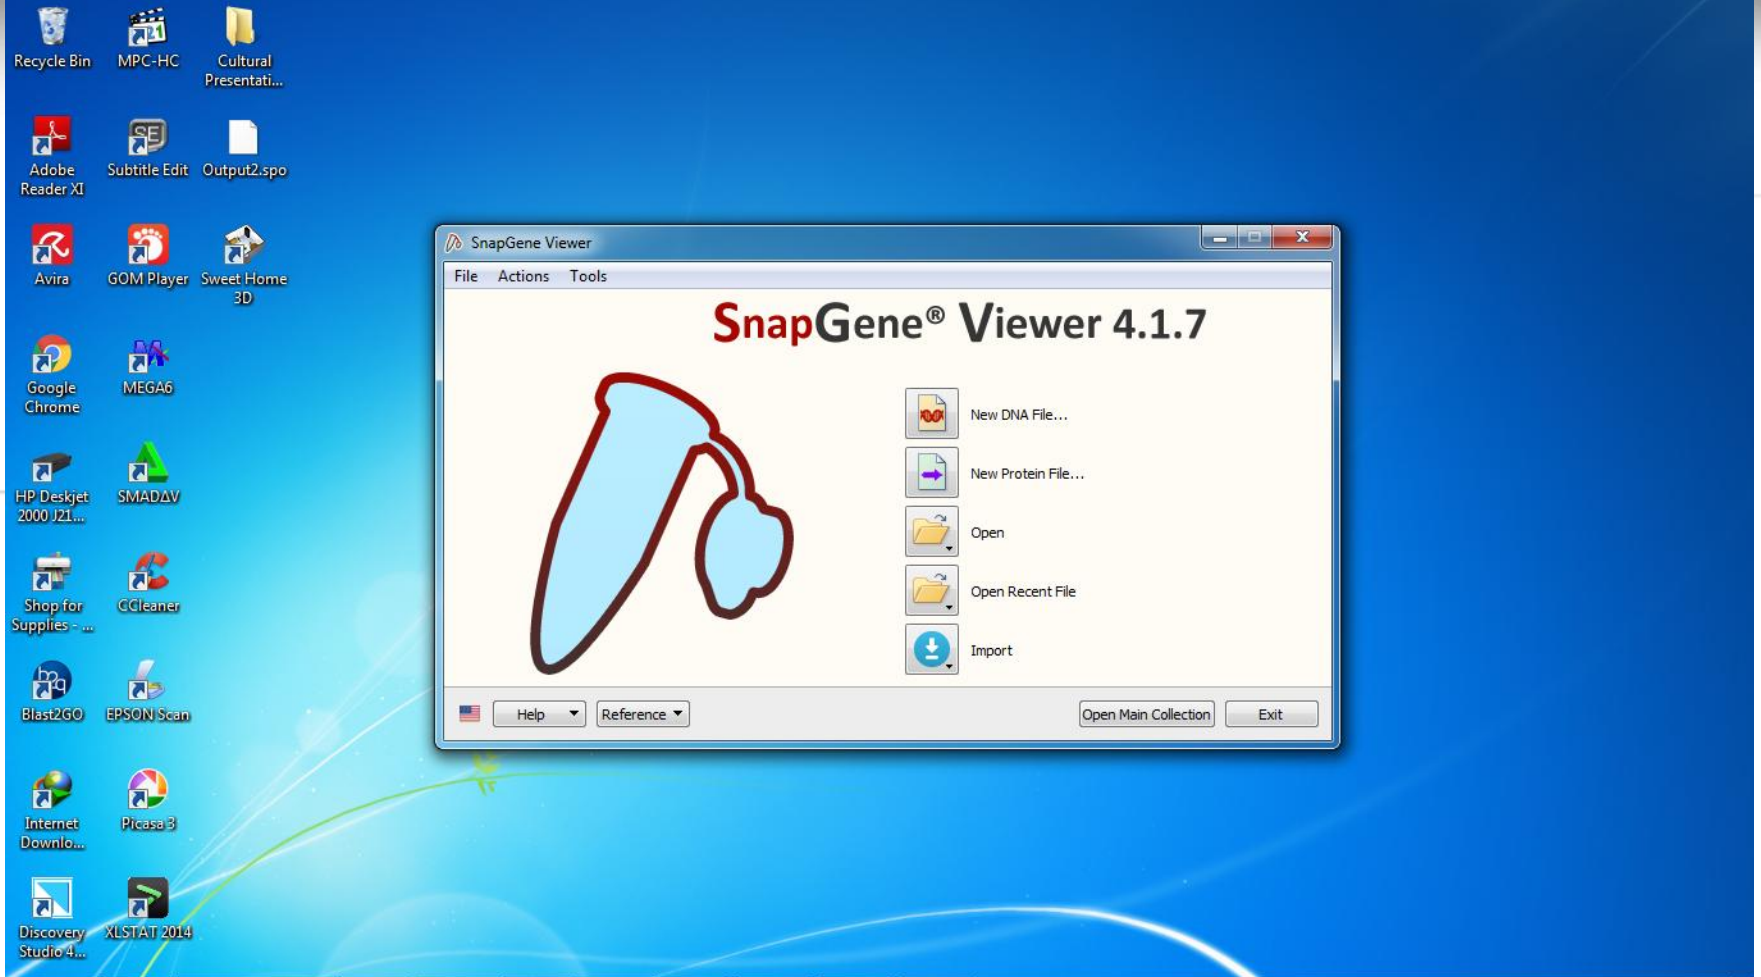 Recycle Bin
MPC-HC
Cultural
Presentati...
Adobe
Reader XI
Subtitle Edit
Output2.spo
Avira
GOM Player
Sweet Home
3D
Google
Chrome
MEGA6
HP Deskjet
2000 J21...
SMADΔV
Shop for
Supplies - ...
CCleaner
Blast2GO
EPSON Scan
Internet
Downlo...
Picasa 3
Discovery
Studio 4...
XLSTAT 2014
SnapGene Viewer
File Actions Tools
SnapGene® Viewer 4.1.7
New DNA File...
New Protein File...
Open
Open Recent File
Import
Help Reference Open Main Collection Exit